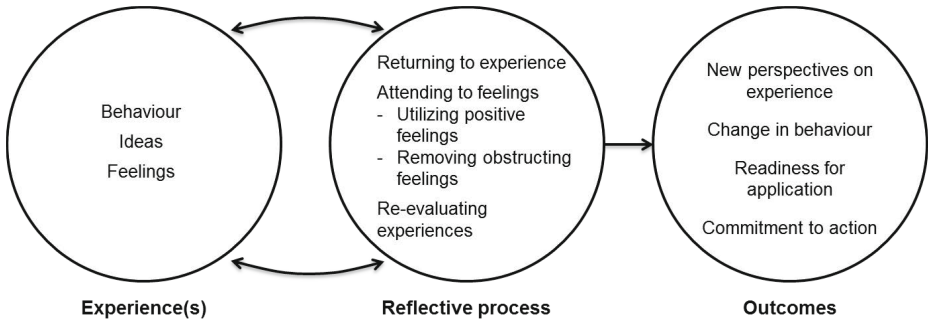 Behaviour
Ideas
Feelings
Returning to experience
Attending to feelings
- Utilizing positive
feelings
- Removing obstructing
feelings
Re-evaluating
experiences
New perspectives on
experience
Change in behaviour
Readiness for
application
Commitment to action
Experience(s)
Reflective process
Outcomes